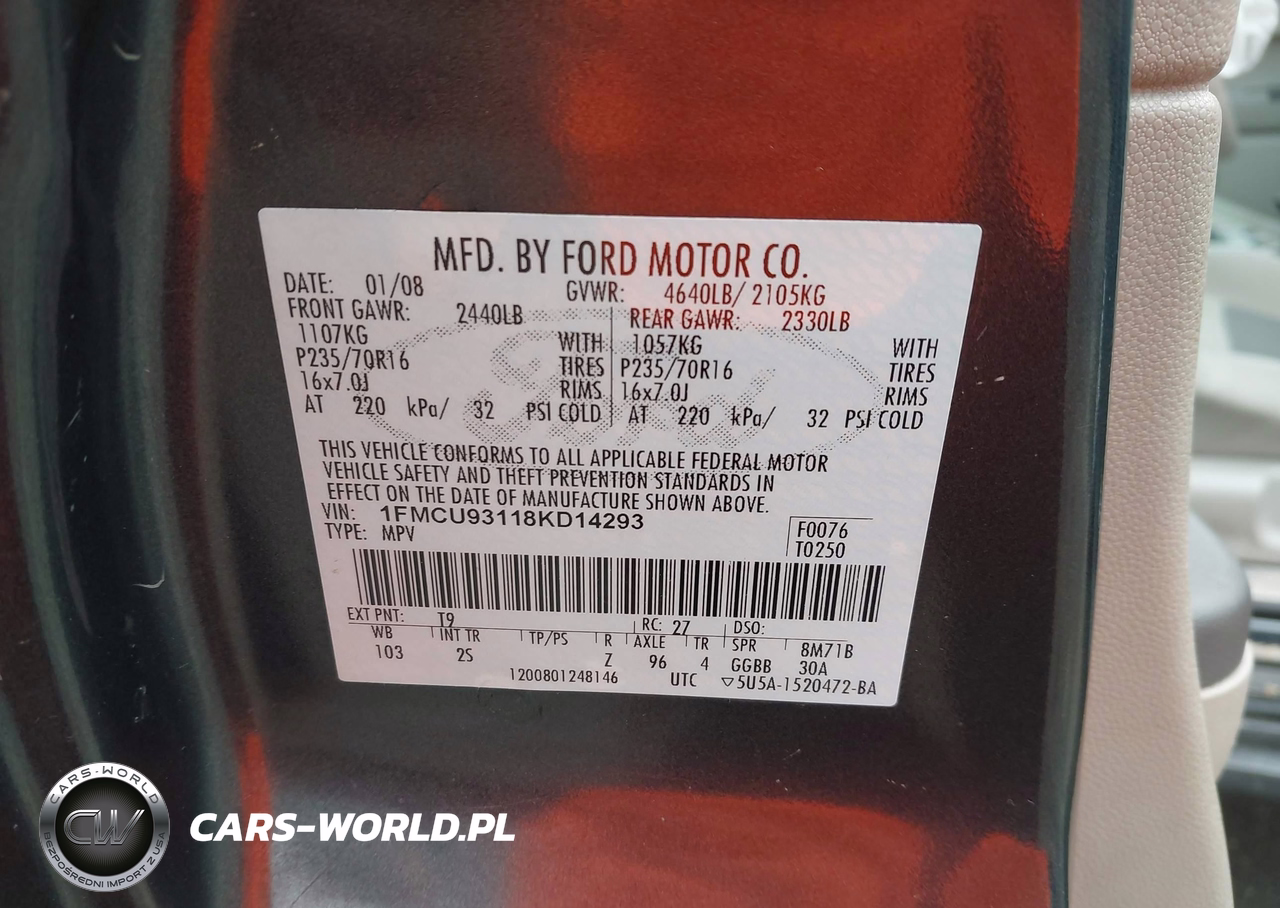 MFD. BY FORD MOTOR CO.
DATE: 01/08 GVWR: 4640LB/ 2105KG
FRONT GAWR: 2440LB REAR GAWR: 2330LB
1107KG WITH 1057KG WITH
P235/70R16 TIRES P235/70R16 TIRES
16x7.0J RIMS 16x7.0J RIMS
AT 220 kPa/ 32 PSI COLD AT 220 kPa/ 32 PSI COLD
Ford
THIS VEHICLE CONFORMS TO ALL APPLICABLE FEDERAL MOTOR
VEHICLE SAFETY AND THEFT PREVENTION STANDARDS IN
EFFECT ON THE DATE OF MANUFACTURE SHOWN ABOVE.
VIN: 1FMCU93118KD14293
TYPE: MPV
F0076
T0250
EXT PNT: T9 RC: 27 DSO:
WB INT TR TP/PS R AXLE TR SPR 8M71B
103 2S Z 96 4 GGBB 30A
1200801248146 UTC ▽5U5A-1520472-BA
CARS-WORLD
CW
BEZPOŚREDNI IMPORT Z USA
CARS-WORLD.PL